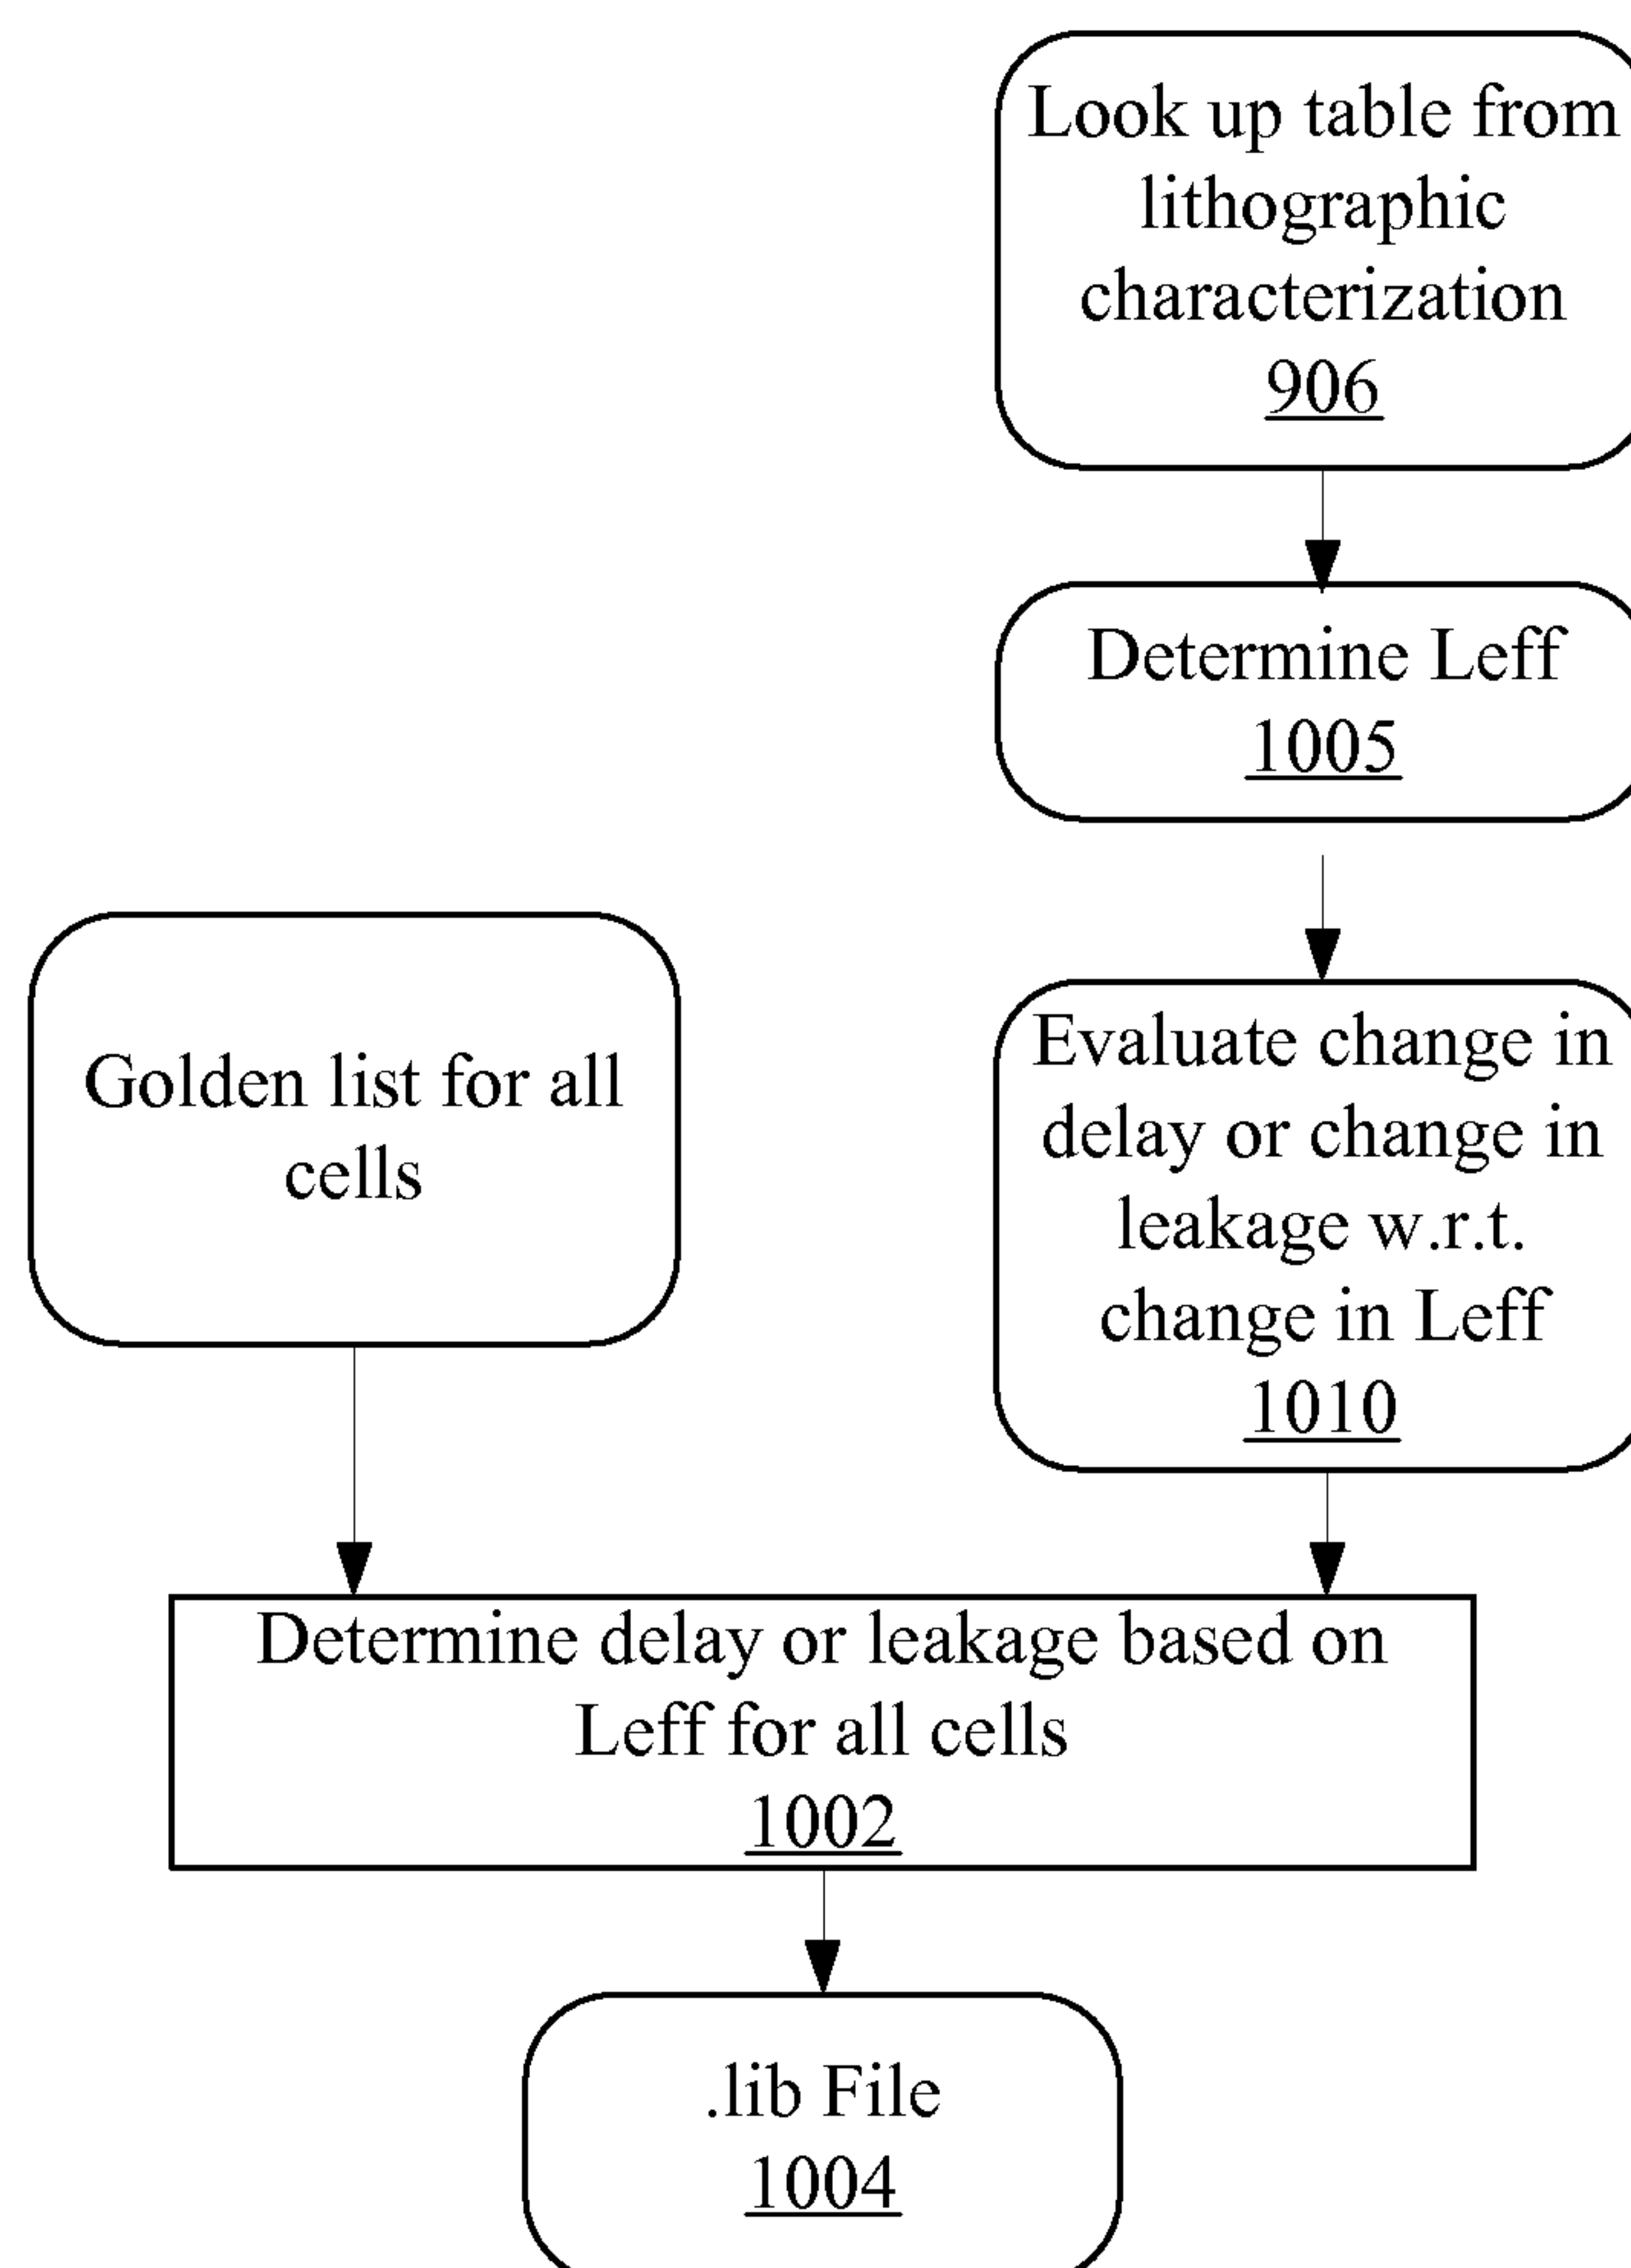 Look up table from
lithographic
characterization
906
Determine Leff
1005
Golden list for all
cells
Evaluate change in
delay or change in
leakage w.r.t.
change in Leff
1010
Determine delay or leakage based on
Leff for all cells
1002
.lib File
1004